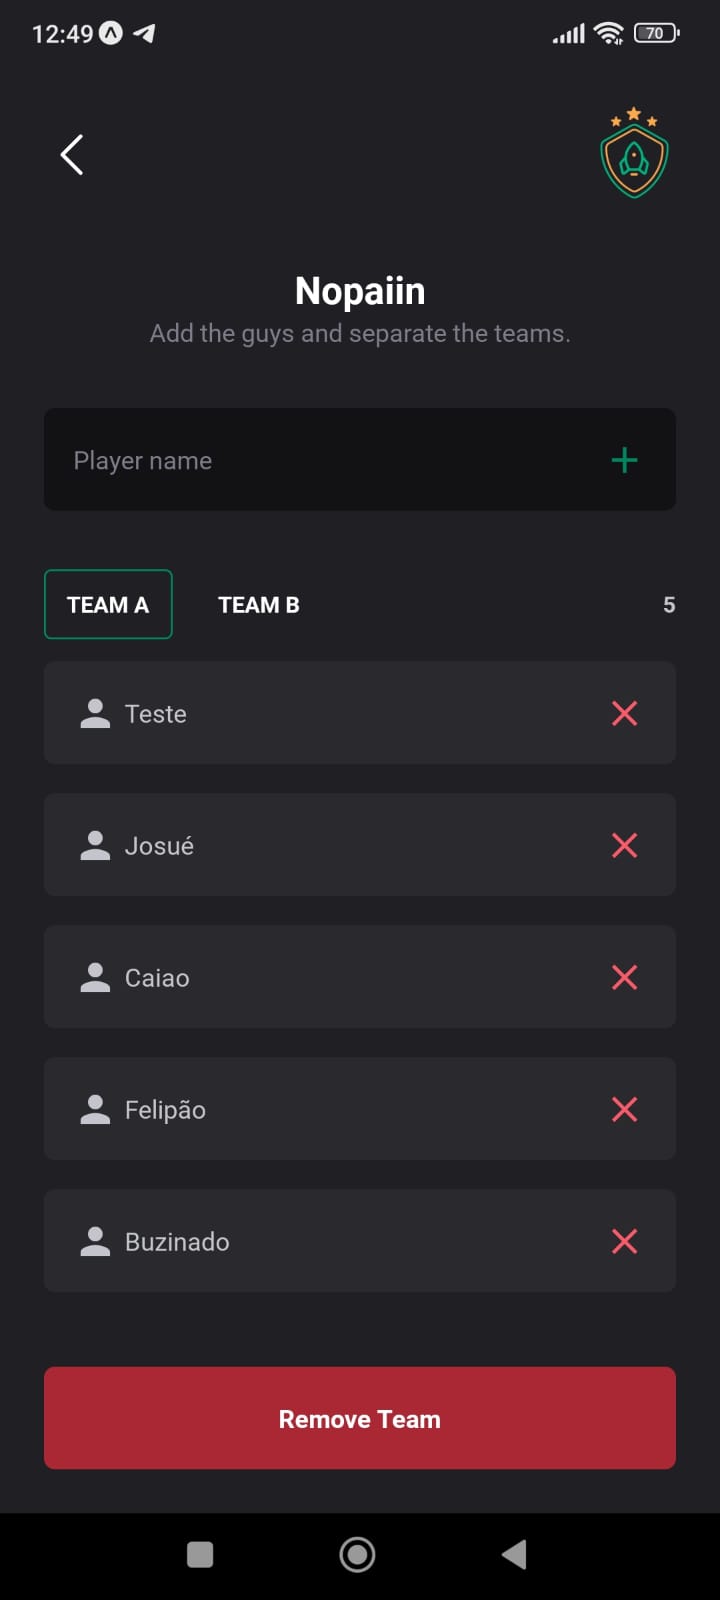 12:49
70
Nopaiin
Add the guys and separate the teams.
Player name
TEAM A TEAM B 5
Teste
Josué
Caiao
Felipão
Buzinado
Remove Team